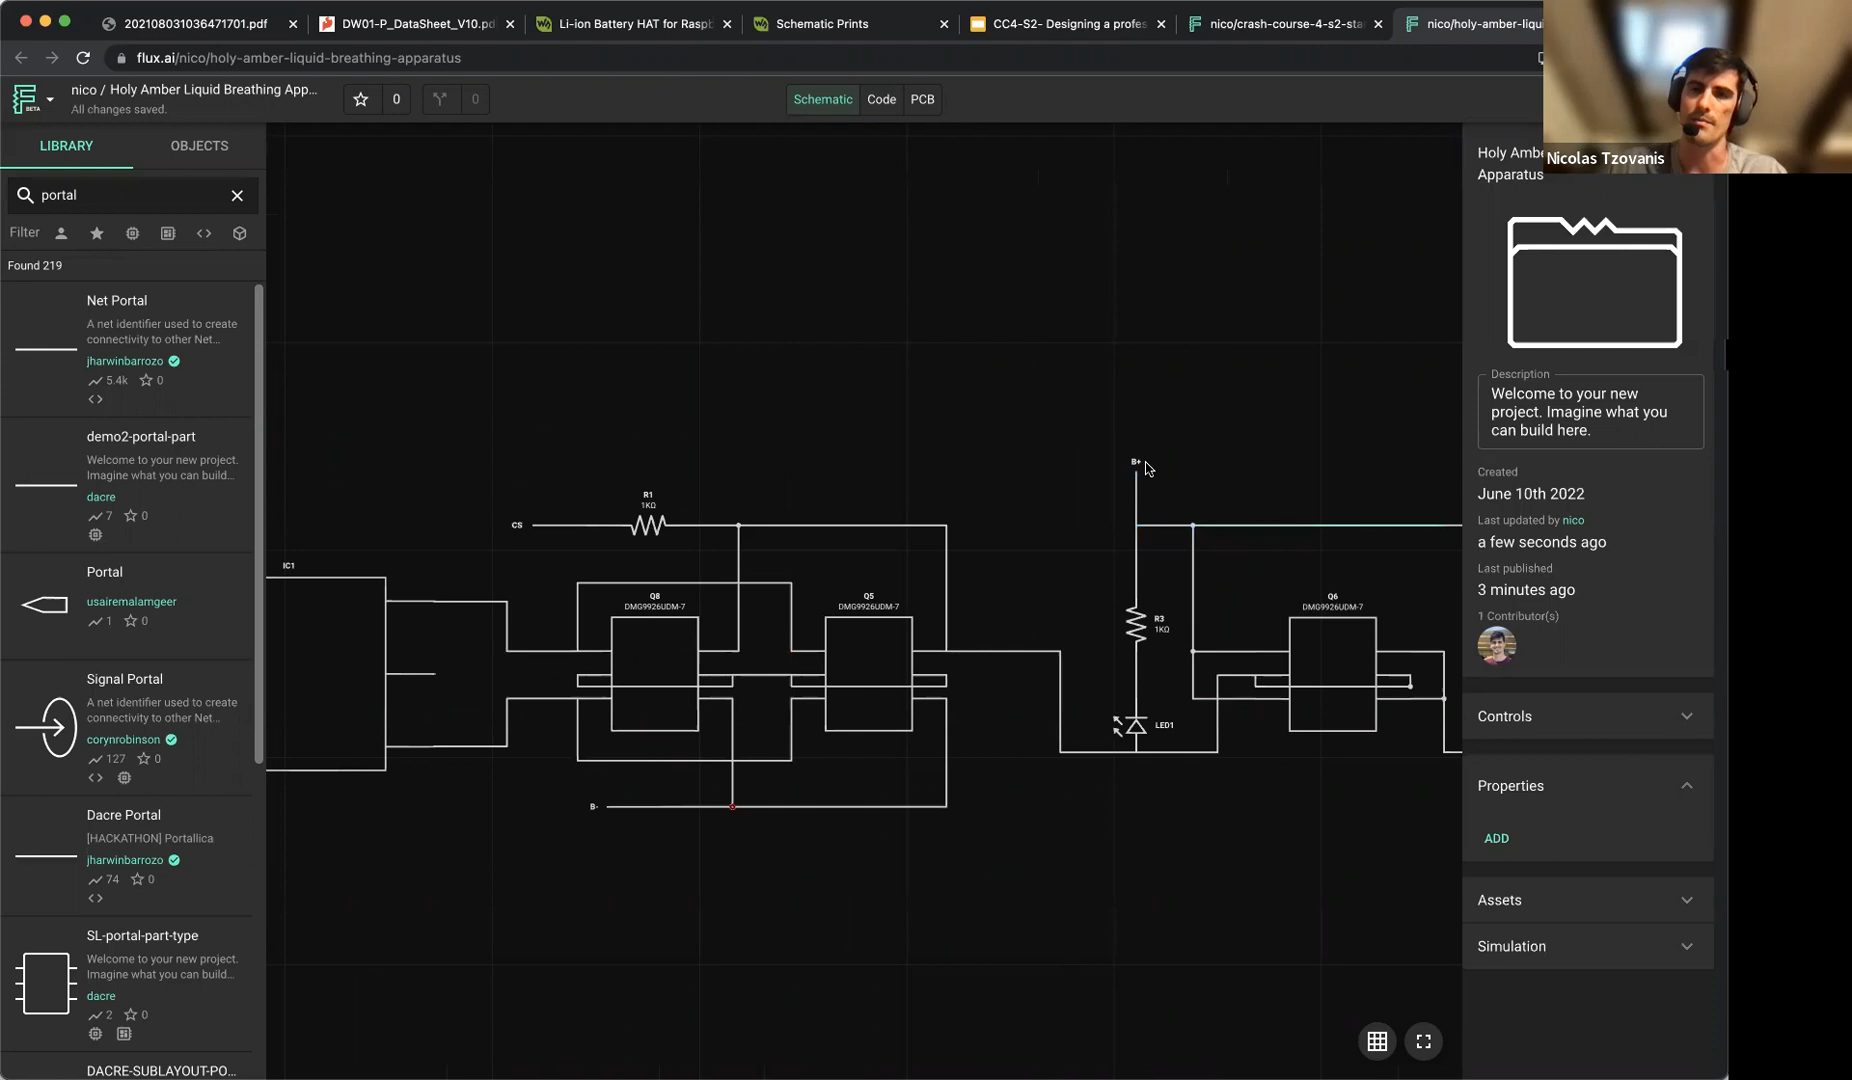 202108031036471701.pdf
DW01-P_DataSheet_V10.pd
Li-ion Battery HAT for Raspb
Schematic Prints
CC4-S2- Designing a profes
nico/crash-course-4-s2-sta
nico/holy-amber-liqui
flux.ai/nico/holy-amber-liquid-breathing-apparatus
BETA
nico / Holy Amber Liquid Breathing App...
All changes saved.
0
0
Schematic
Code
PCB
Nicolas Tzovanis
LIBRARY
OBJECTS
portal
Filter
Found 219
Net Portal
A net identifier used to create
connectivity to other Net...
jharwinbarrozo
5.4k
0
demo2-portal-part
Welcome to your new project.
Imagine what you can build...
dacre
7
0
Portal
usairemalamgeer
1
0
Signal Portal
A net identifier used to create
connectivity to other Net...
corynrobinson
127
0
Dacre Portal
[HACKATHON] Portallica
jharwinbarrozo
74
0
SL-portal-part-type
Welcome to your new project.
Imagine what you can build...
dacre
2
0
DACRE-SUBLAYOUT-PO...
B+
R1
1KΩ
CS
IC1
Q8
DMG9926UDM-7
Q5
DMG9926UDM-7
R3
1KΩ
Q6
DMG9926UDM-7
LED1
B-
Holy Ambe
Apparatus
Description
Welcome to your new
project. Imagine what you
can build here.
Created
June 10th 2022
Last updated by nico
a few seconds ago
Last published
3 minutes ago
1 Contributor(s)
Controls
Properties
ADD
Assets
Simulation